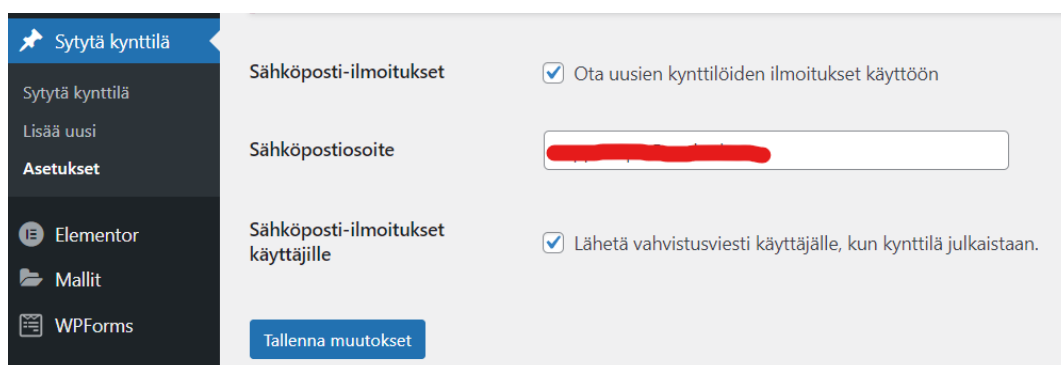 Sytytä kynttilä
Sytytä kynttilä
Lisää uusi
Asetukset
Elementor
Mallit
WPForms
Sähköposti-ilmoitukset
Ota uusien kynttilöiden ilmoitukset käyttöön
Sähköpostiosoite
Sähköposti-ilmoitukset
käyttäjille
Lähetä vahvistusviesti käyttäjälle, kun kynttilä julkaistaan.
Tallenna muutokset